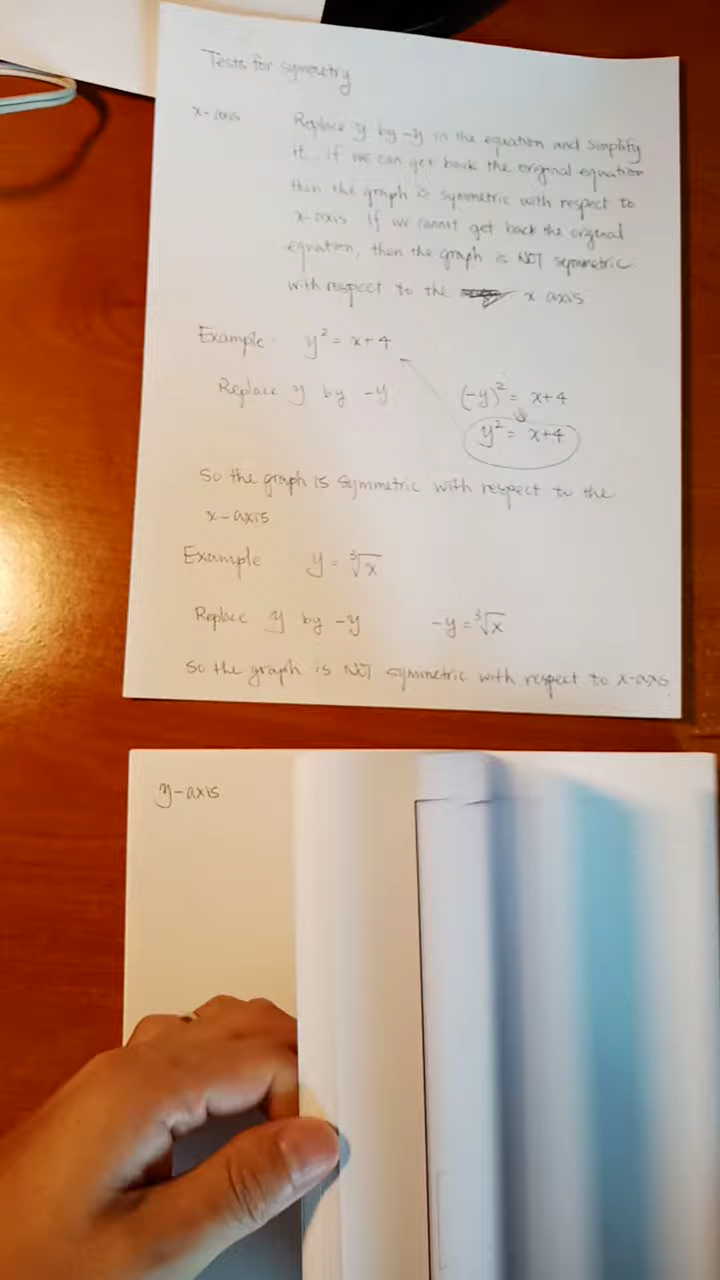 Tests for symmetry
x-axis Replace y by -y in the equation and simplify
it. If we can get back the original equation
then the graph is symmetric with respect to
x-axis If we cannot get back the original
equation, then the graph is NOT symmetric
with respect to the x-axis
Example y² = x+4
Replace y by -y (-y)² = x+4
y² = x+4
So the graph is symmetric with respect to the
x-axis
Example y = ∛x
Replace y by -y -y = ∛x
So the graph is NOT symmetric with respect to x-axis
y-axis